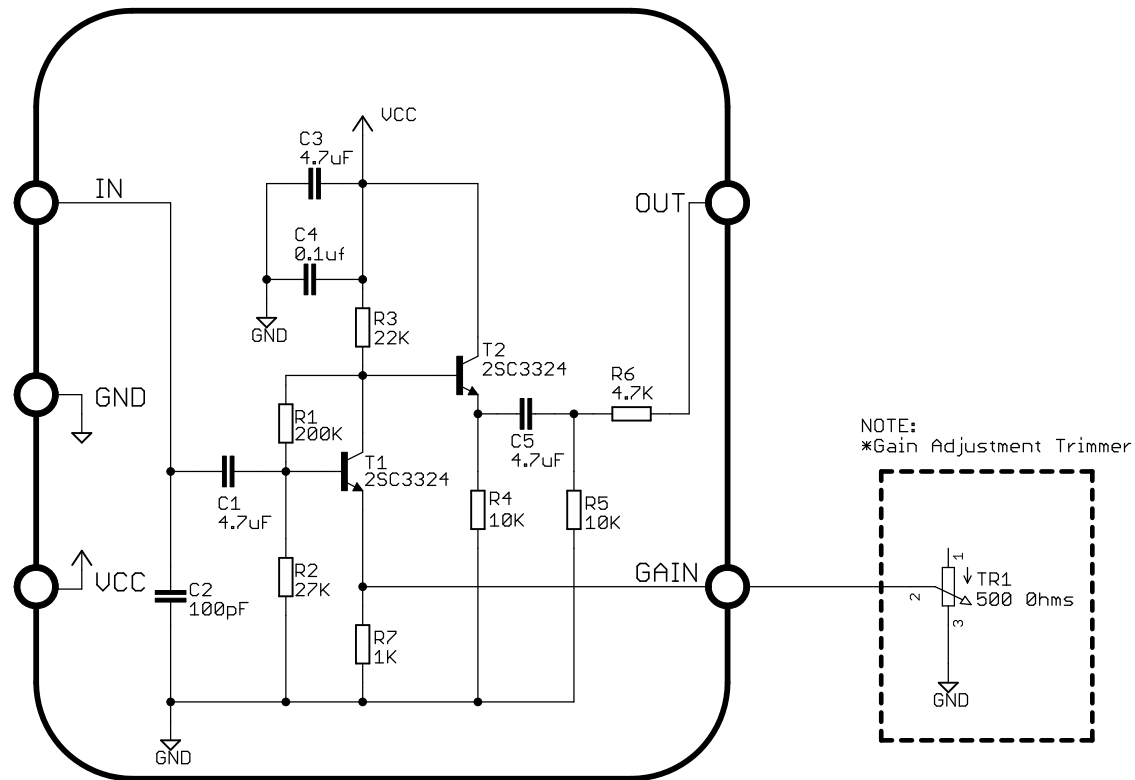 VCC
C3
4.7uF
IN
OUT
C4
0.1uf
GND
R3
22K
T2
2SC3324
R6
4.7K
GND
R1
200K
C5
4.7uF
NOTE:
*Gain Adjustment Trimmer
T1
2SC3324
C1
4.7uF
R4
10K
R5
10K
VCC
C2
100pF
R2
27K
GAIN
1
TR1
500 Ohms
2
3
R7
1K
GND
GND